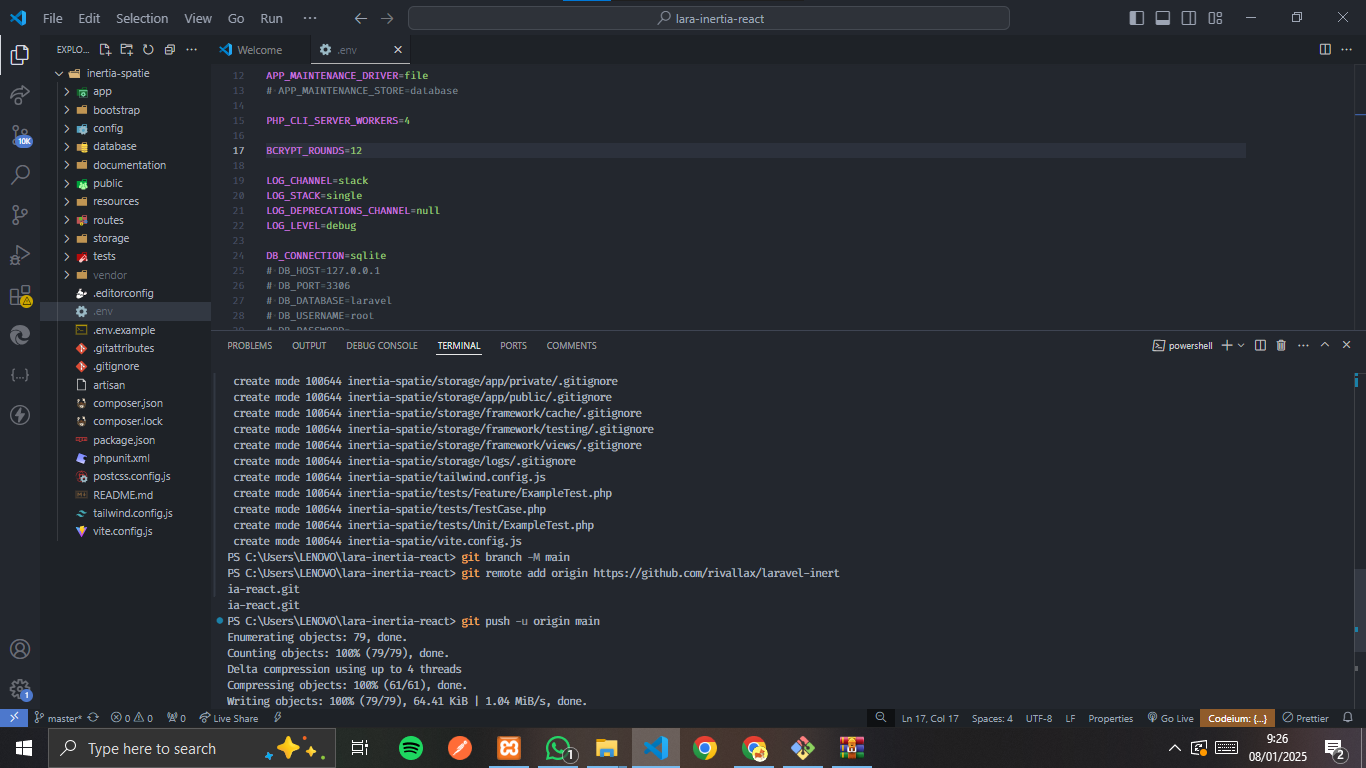 File Edit Selection View Go Run ··· lara-inertia-react
EXPLO... ···
Welcome
.env
inertia-spatie
app
bootstrap
config
database
documentation
public
resources
routes
storage
tests
vendor
.editorconfig
.env
.env.example
.gitattributes
.gitignore
artisan
composer.json
composer.lock
package.json
phpunit.xml
postcss.config.js
README.md
tailwind.config.js
vite.config.js
10K
1
12 APP_MAINTENANCE_DRIVER=file
13 # APP_MAINTENANCE_STORE=database
14
15 PHP_CLI_SERVER_WORKERS=4
16
17 BCRYPT_ROUNDS=12
18
19 LOG_CHANNEL=stack
20 LOG_STACK=single
21 LOG_DEPRECATIONS_CHANNEL=null
22 LOG_LEVEL=debug
23
24 DB_CONNECTION=sqlite
25 # DB_HOST=127.0.0.1
26 # DB_PORT=3306
27 # DB_DATABASE=laravel
28 # DB_USERNAME=root
29 # DB_PASSWORD=
PROBLEMS OUTPUT DEBUG CONSOLE TERMINAL PORTS COMMENTS powershell
create mode 100644 inertia-spatie/storage/app/private/.gitignore
create mode 100644 inertia-spatie/storage/app/public/.gitignore
create mode 100644 inertia-spatie/storage/framework/cache/.gitignore
create mode 100644 inertia-spatie/storage/framework/testing/.gitignore
create mode 100644 inertia-spatie/storage/framework/views/.gitignore
create mode 100644 inertia-spatie/storage/logs/.gitignore
create mode 100644 inertia-spatie/tailwind.config.js
create mode 100644 inertia-spatie/tests/Feature/ExampleTest.php
create mode 100644 inertia-spatie/tests/TestCase.php
create mode 100644 inertia-spatie/tests/Unit/ExampleTest.php
create mode 100644 inertia-spatie/vite.config.js
PS C:\Users\LENOVO\lara-inertia-react> git branch -M main
PS C:\Users\LENOVO\lara-inertia-react> git remote add origin https://github.com/rivallax/laravel-inert
ia-react.git
ia-react.git
PS C:\Users\LENOVO\lara-inertia-react> git push -u origin main
Enumerating objects: 79, done.
Counting objects: 100% (79/79), done.
Delta compression using up to 4 threads
Compressing objects: 100% (61/61), done.
Writing objects: 100% (79/79), 64.41 KiB | 1.04 MiB/s, done.
master* 0 0 0 Live Share Ln 17, Col 17 Spaces: 4 UTF-8 LF Properties Go Live Codeium: {...} Prettier
Type here to search
1
9:26
08/01/2025
2